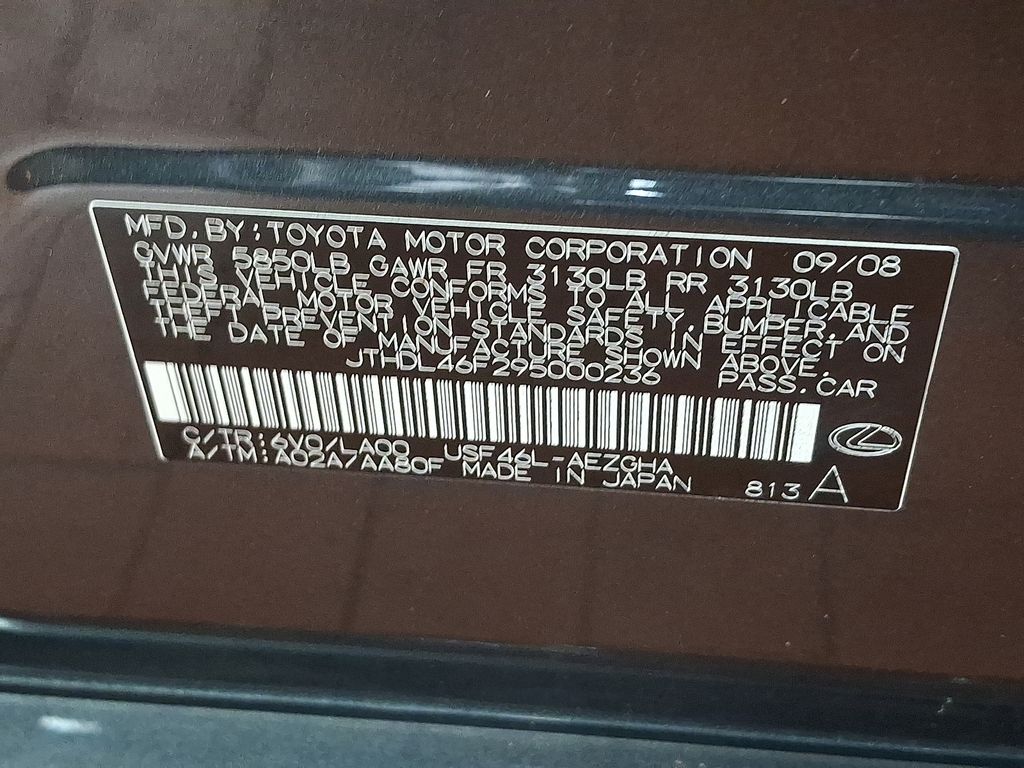 MFD. BY: TOYOTA MOTOR CORPORATION 09/08
GVWR 5850LB GAWR FR 3130LB RR 3130LB
THIS VEHICLE CONFORMS TO ALL APPLICABLE
FEDERAL MOTOR VEHICLE SAFETY, BUMPER, AND
THEFT PREVENTION STANDARDS IN EFFECT ON
THE DATE OF MANUFACTURE SHOWN ABOVE.
JTHDL46F295000236 PASS. CAR
C/TR: 6V0/LA00 USF46L-AEZGHA
A/TM: A02A/AA80F MADE IN JAPAN
813 A